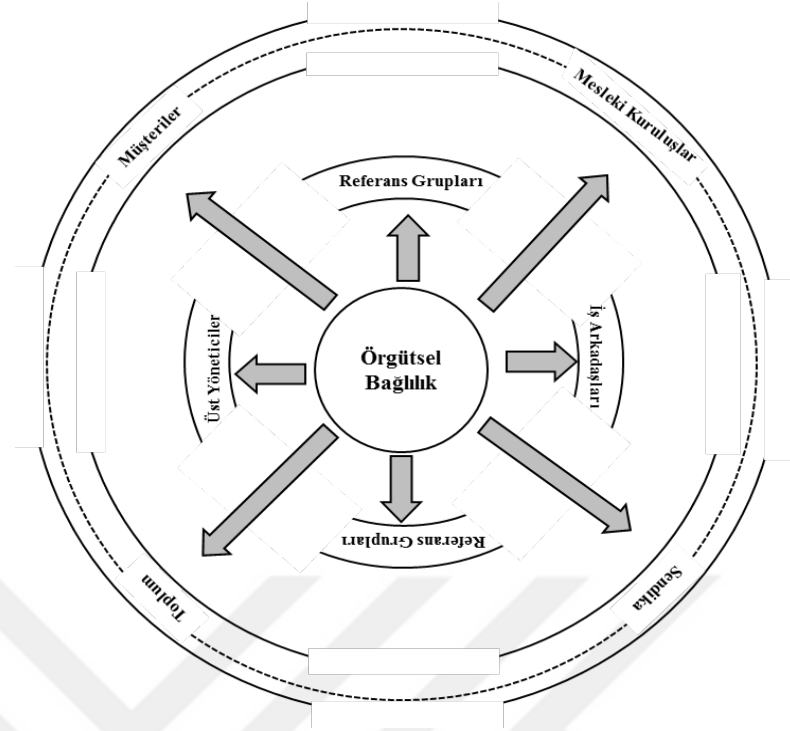 Mesleki Kuruluşlar
Müşteriler
Referans Grupları
Üst Yöneticiler
Örgütsel
Bağlılık
İş Arkadaşları
Referans Grupları
Toplum
Sendika